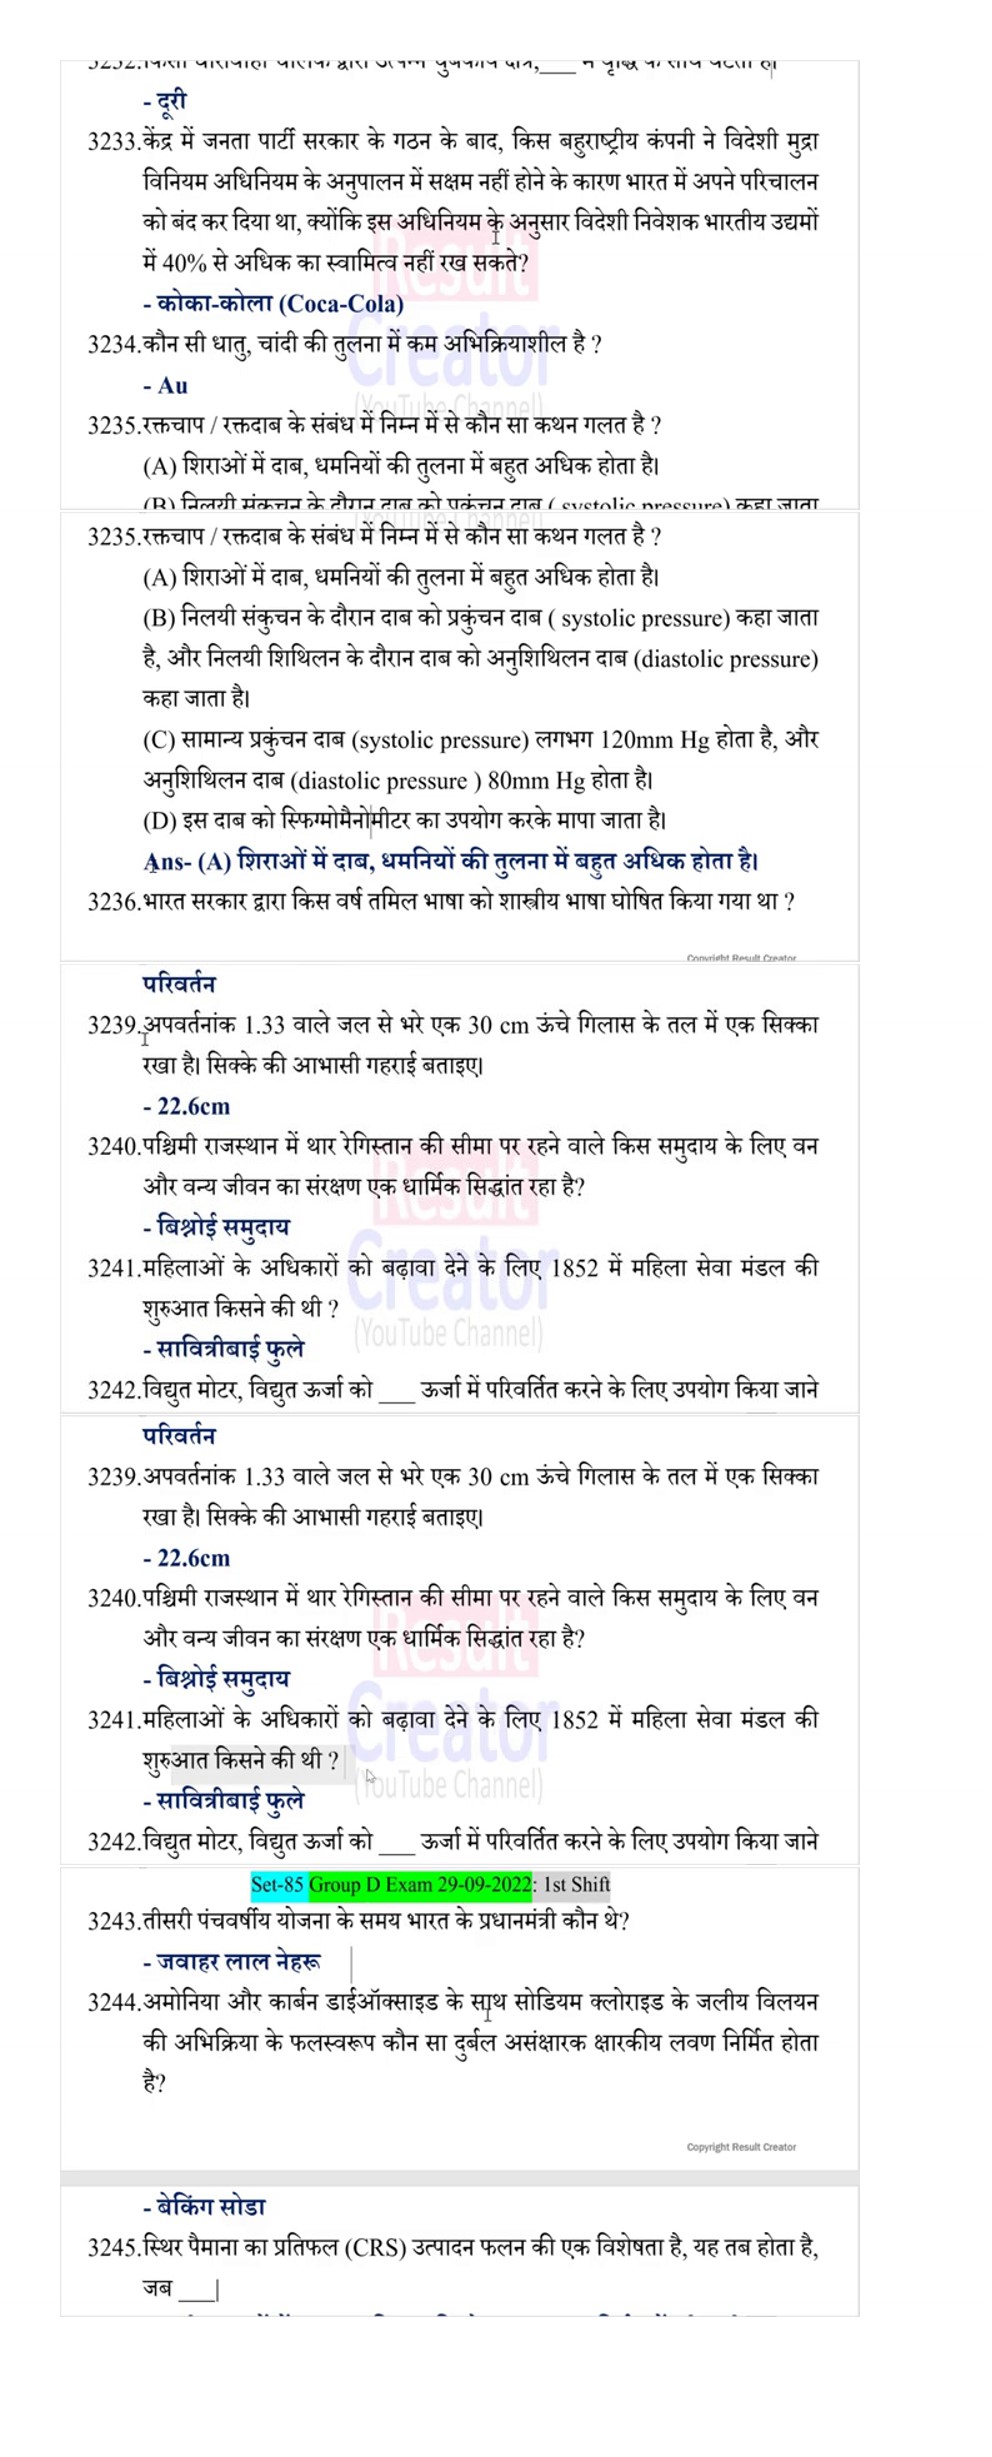 - दूरी
3233.केंद्र में जनता पार्टी सरकार के गठन के बाद, किस बहुराष्ट्रीय कंपनी ने विदेशी मुद्रा
विनियम अधिनियम के अनुपालन में सक्षम नहीं होने के कारण भारत में अपने परिचालन
को बंद कर दिया था, क्योंकि इस अधिनियम के अनुसार विदेशी निवेशक भारतीय उद्यमों
में 40% से अधिक का स्वामित्व नहीं रख सकते?
- कोका-कोला (Coca-Cola)
3234.कौन सी धातु, चांदी की तुलना में कम अभिक्रियाशील है ?
- Au
3235.रक्तचाप / रक्तदाब के संबंध में निम्न में से कौन सा कथन गलत है ?
(A) शिराओं में दाब, धमनियों की तुलना में बहुत अधिक होता है।
(B) निलयी संकुचन के दौरान दाब को प्रकुंचन दाब ( systolic pressure) कहा जाता
3235.रक्तचाप / रक्तदाब के संबंध में निम्न में से कौन सा कथन गलत है ?
(A) शिराओं में दाब, धमनियों की तुलना में बहुत अधिक होता है।
(B) निलयी संकुचन के दौरान दाब को प्रकुंचन दाब ( systolic pressure) कहा जाता
है, और निलयी शिथिलन के दौरान दाब को अनुशिथिलन दाब (diastolic pressure)
कहा जाता है।
(C) सामान्य प्रकुंचन दाब (systolic pressure) लगभग 120mm Hg होता है, और
अनुशिथिलन दाब (diastolic pressure ) 80mm Hg होता है।
(D) इस दाब को स्फिग्मोमैनोमीटर का उपयोग करके मापा जाता है।
Ans- (A) शिराओं में दाब, धमनियों की तुलना में बहुत अधिक होता है।
3236.भारत सरकार द्वारा किस वर्ष तमिल भाषा को शास्त्रीय भाषा घोषित किया गया था ?
Copyright Result Creator
परिवर्तन
3239.अपवर्तनांक 1.33 वाले जल से भरे एक 30 cm ऊंचे गिलास के तल में एक सिक्का
रखा है। सिक्के की आभासी गहराई बताइए।
- 22.6cm
3240.पश्चिमी राजस्थान में थार रेगिस्तान की सीमा पर रहने वाले किस समुदाय के लिए वन
और वन्य जीवन का संरक्षण एक धार्मिक सिद्धांत रहा है?
- बिश्नोई समुदाय
3241.महिलाओं के अधिकारों को बढ़ावा देने के लिए 1852 में महिला सेवा मंडल की
शुरुआत किसने की थी ?
- सावित्रीबाई फुले
3242.विद्युत मोटर, विद्युत ऊर्जा को ____ ऊर्जा में परिवर्तित करने के लिए उपयोग किया जाने
परिवर्तन
3239.अपवर्तनांक 1.33 वाले जल से भरे एक 30 cm ऊंचे गिलास के तल में एक सिक्का
रखा है। सिक्के की आभासी गहराई बताइए।
- 22.6cm
3240.पश्चिमी राजस्थान में थार रेगिस्तान की सीमा पर रहने वाले किस समुदाय के लिए वन
और वन्य जीवन का संरक्षण एक धार्मिक सिद्धांत रहा है?
- बिश्नोई समुदाय
3241.महिलाओं के अधिकारों को बढ़ावा देने के लिए 1852 में महिला सेवा मंडल की
शुरुआत किसने की थी ?
- सावित्रीबाई फुले
3242.विद्युत मोटर, विद्युत ऊर्जा को ____ ऊर्जा में परिवर्तित करने के लिए उपयोग किया जाने
Set-85 Group D Exam 29-09-2022: 1st Shift
3243.तीसरी पंचवर्षीय योजना के समय भारत के प्रधानमंत्री कौन थे?
- जवाहर लाल नेहरू
3244.अमोनिया और कार्बन डाईऑक्साइड के साथ सोडियम क्लोराइड के जलीय विलयन
की अभिक्रिया के फलस्वरूप कौन सा दुर्बल असंक्षारक क्षारकीय लवण निर्मित होता
है?
Copyright Result Creator
- बेकिंग सोडा
3245.स्थिर पैमाना का प्रतिफल (CRS) उत्पादन फलन की एक विशेषता है, यह तब होता है,
जब ____|